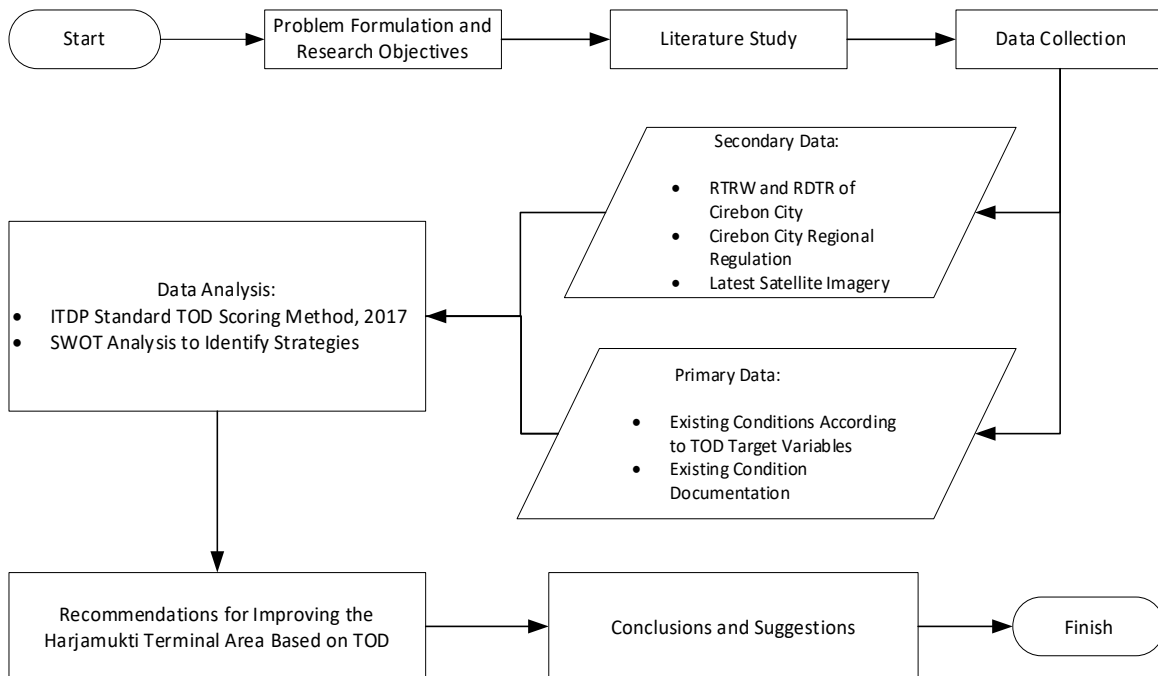 Start
Problem Formulation and
Research Objectives
Literature Study
Data Collection
Secondary Data:
• RTRW and RDTR of
Cirebon City
• Cirebon City Regional
Regulation
• Latest Satellite Imagery
Data Analysis:
• ITDP Standard TOD Scoring Method, 2017
• SWOT Analysis to Identify Strategies
Primary Data:
• Existing Conditions According
to TOD Target Variables
• Existing Condition
Documentation
Recommendations for Improving the
Harjamukti Terminal Area Based on TOD
Conclusions and Suggestions
Finish